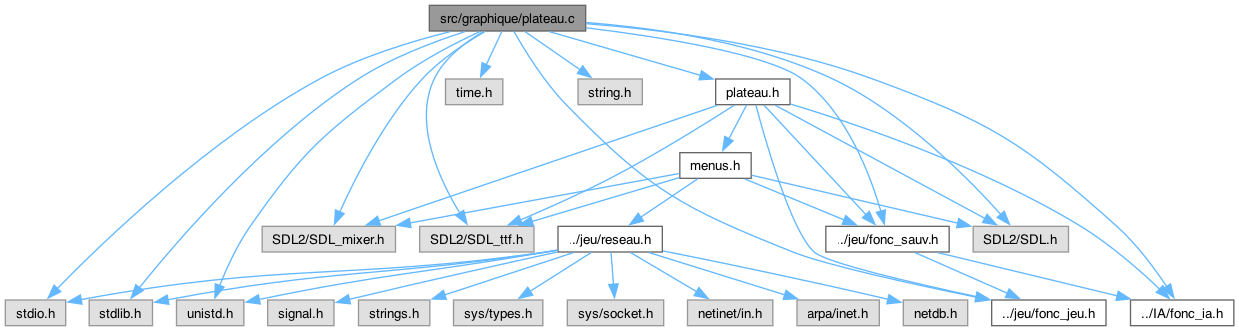 src/graphique/plateau.c
time.h
string.h
plateau.h
menus.h
SDL2/SDL_mixer.h
SDL2/SDL_ttf.h
../jeu/reseau.h
../jeu/fonc_sauv.h
SDL2/SDL.h
stdio.h
stdlib.h
unistd.h
signal.h
strings.h
sys/types.h
sys/socket.h
netinet/in.h
arpa/inet.h
netdb.h
../jeu/fonc_jeu.h
../IA/fonc_ia.h